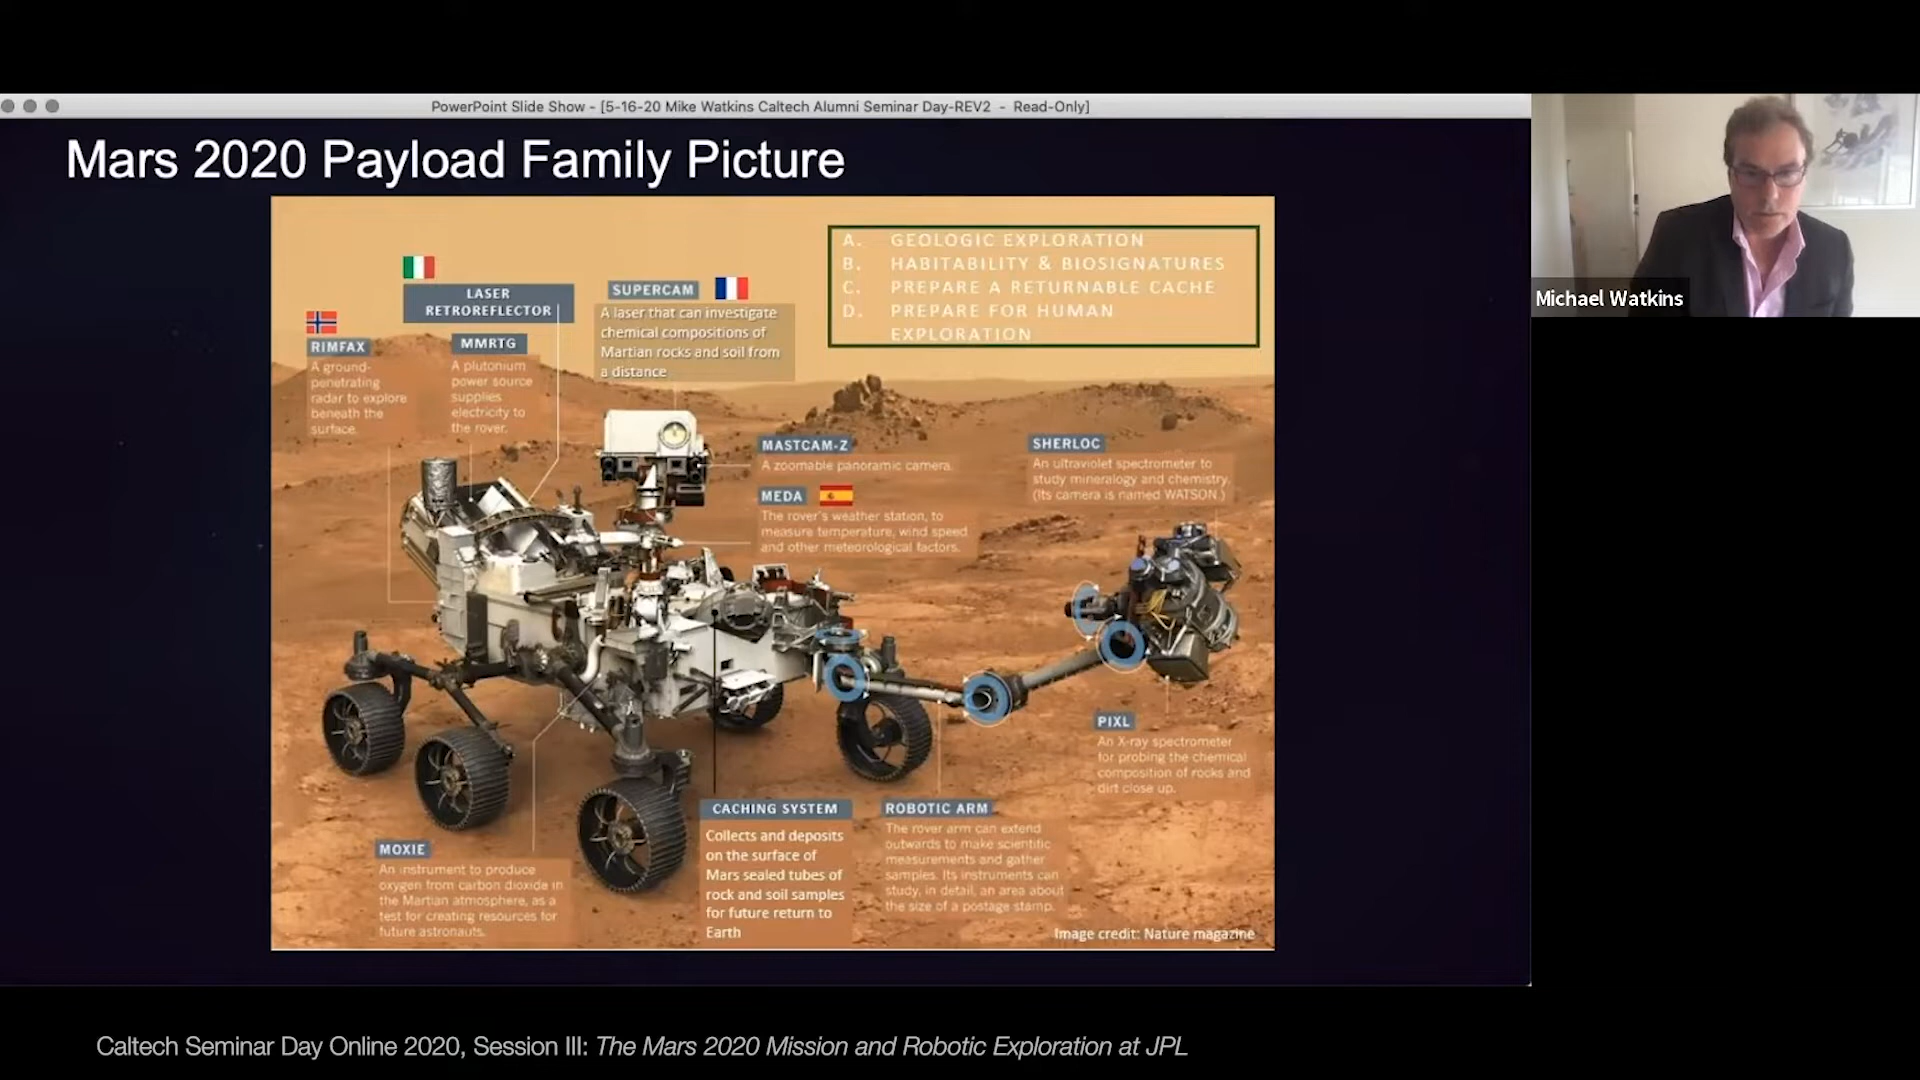 PowerPoint Slide Show - [5-16-20 Mike Watkins Caltech Alumni Seminar Day-REV2 - Read-Only]
Mars 2020 Payload Family Picture
A. GEOLOGIC EXPLORATION
B. HABITABILITY & BIOSIGNATURES
C. PREPARE A RETURNABLE CACHE
D. PREPARE FOR HUMAN
EXPLORATION
LASER
RETROREFLECTOR
SUPERCAM
A laser that can investigate
chemical compositions of
Martian rocks and soil from
a distance
RIMFAX
A ground-
penetrating
radar to explore
beneath the
surface.
MMRTG
A plutonium
power source
supplies
electricity to
the rover.
MASTCAM-Z
A zoomable panoramic camera.
MEDA
The rover's weather station, to
measure temperature, wind speed
and other meteorological factors.
SHERLOC
An ultraviolet spectrometer to
study mineralogy and chemistry.
(Its camera is named WATSON.)
PIXL
An X-ray spectrometer
for probing the chemical
composition of rocks and
dirt close up.
MOXIE
An instrument to produce
oxygen from carbon dioxide in
the Martian atmosphere, as a
test for creating resources for
future astronauts.
CACHING SYSTEM
Collects and deposits
on the surface of
Mars sealed tubes of
rock and soil samples
for future return to
Earth
ROBOTIC ARM
The rover arm can extend
outwards to make scientific
measurements and gather
samples. Its instruments can
study, in detail, an area about
the size of a postage stamp.
Image credit: Nature magazine
Michael Watkins
Caltech Seminar Day Online 2020, Session III: The Mars 2020 Mission and Robotic Exploration at JPL